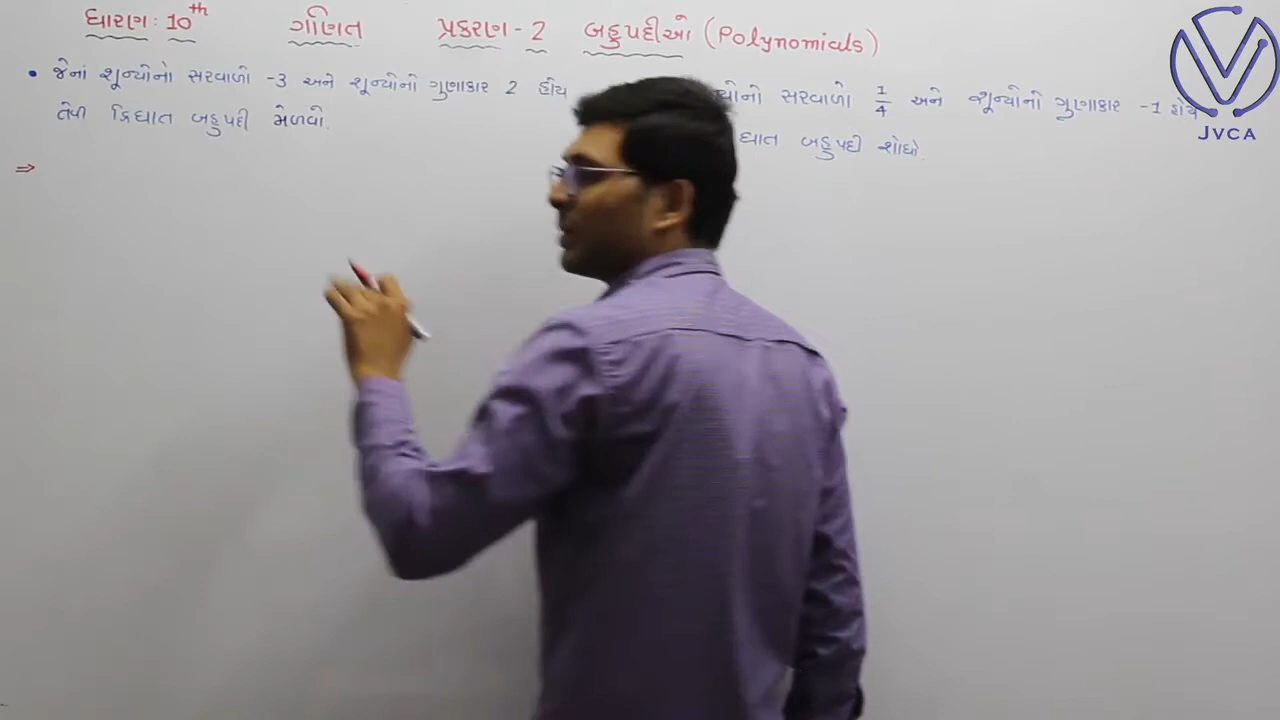 ધોરણ : 10th ગણિત પ્રકરણ - 2 બહુપદીઓ (Polynomials)
• જેનાં શૂન્યોનો સરવાળો -3 અને શૂન્યોનો ગુણાકાર 2 હોય
તેવી દ્વિઘાત બહુપદી મેળવો.
⇒
સરવાળો 1/4 અને શૂન્યોનો ગુણાકાર -1 હોય
બહુપદી શોધો.
JVCA